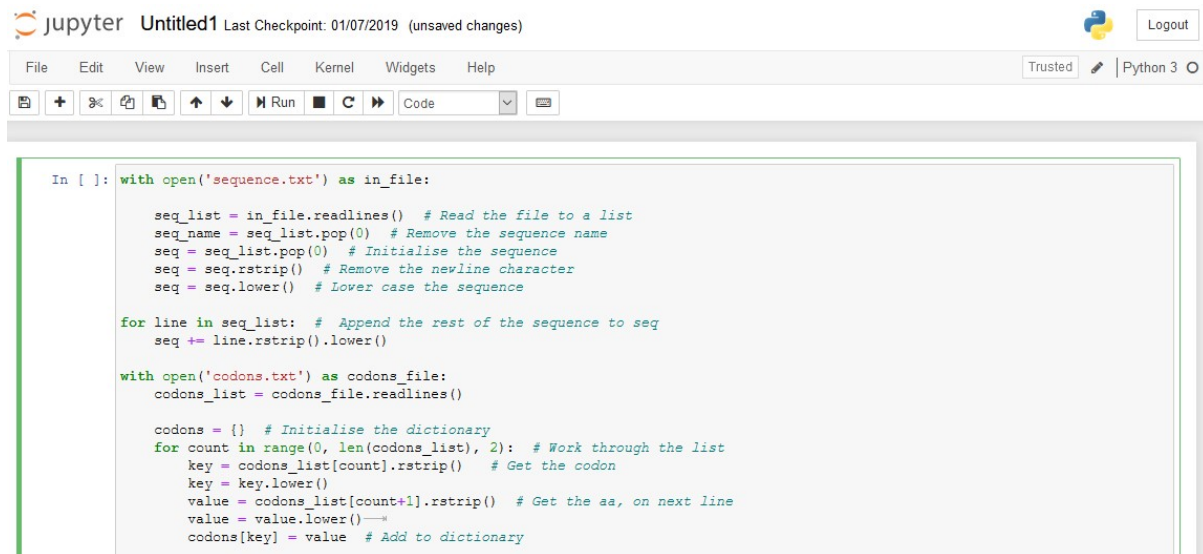 jupyter Untitled1 Last Checkpoint: 01/07/2019 (unsaved changes)
Logout
File Edit View Insert Cell Kernel Widgets Help
Trusted Python 3
Run Code
In [ ]: with open('sequence.txt') as in_file:
seq_list = in_file.readlines() # Read the file to a list
seq_name = seq_list.pop(0) # Remove the sequence name
seq = seq_list.pop(0) # Initialise the sequence
seq = seq.rstrip() # Remove the newline character
seq = seq.lower() # Lower case the sequence
for line in seq_list: # Append the rest of the sequence to seq
seq += line.rstrip().lower()
with open('codons.txt') as codons_file:
codons_list = codons_file.readlines()
codons = {} # Initialise the dictionary
for count in range(0, len(codons_list), 2): # Work through the list
key = codons_list[count].rstrip() # Get the codon
key = key.lower()
value = codons_list[count+1].rstrip() # Get the aa, on next line
value = value.lower()
codons[key] = value # Add to dictionary